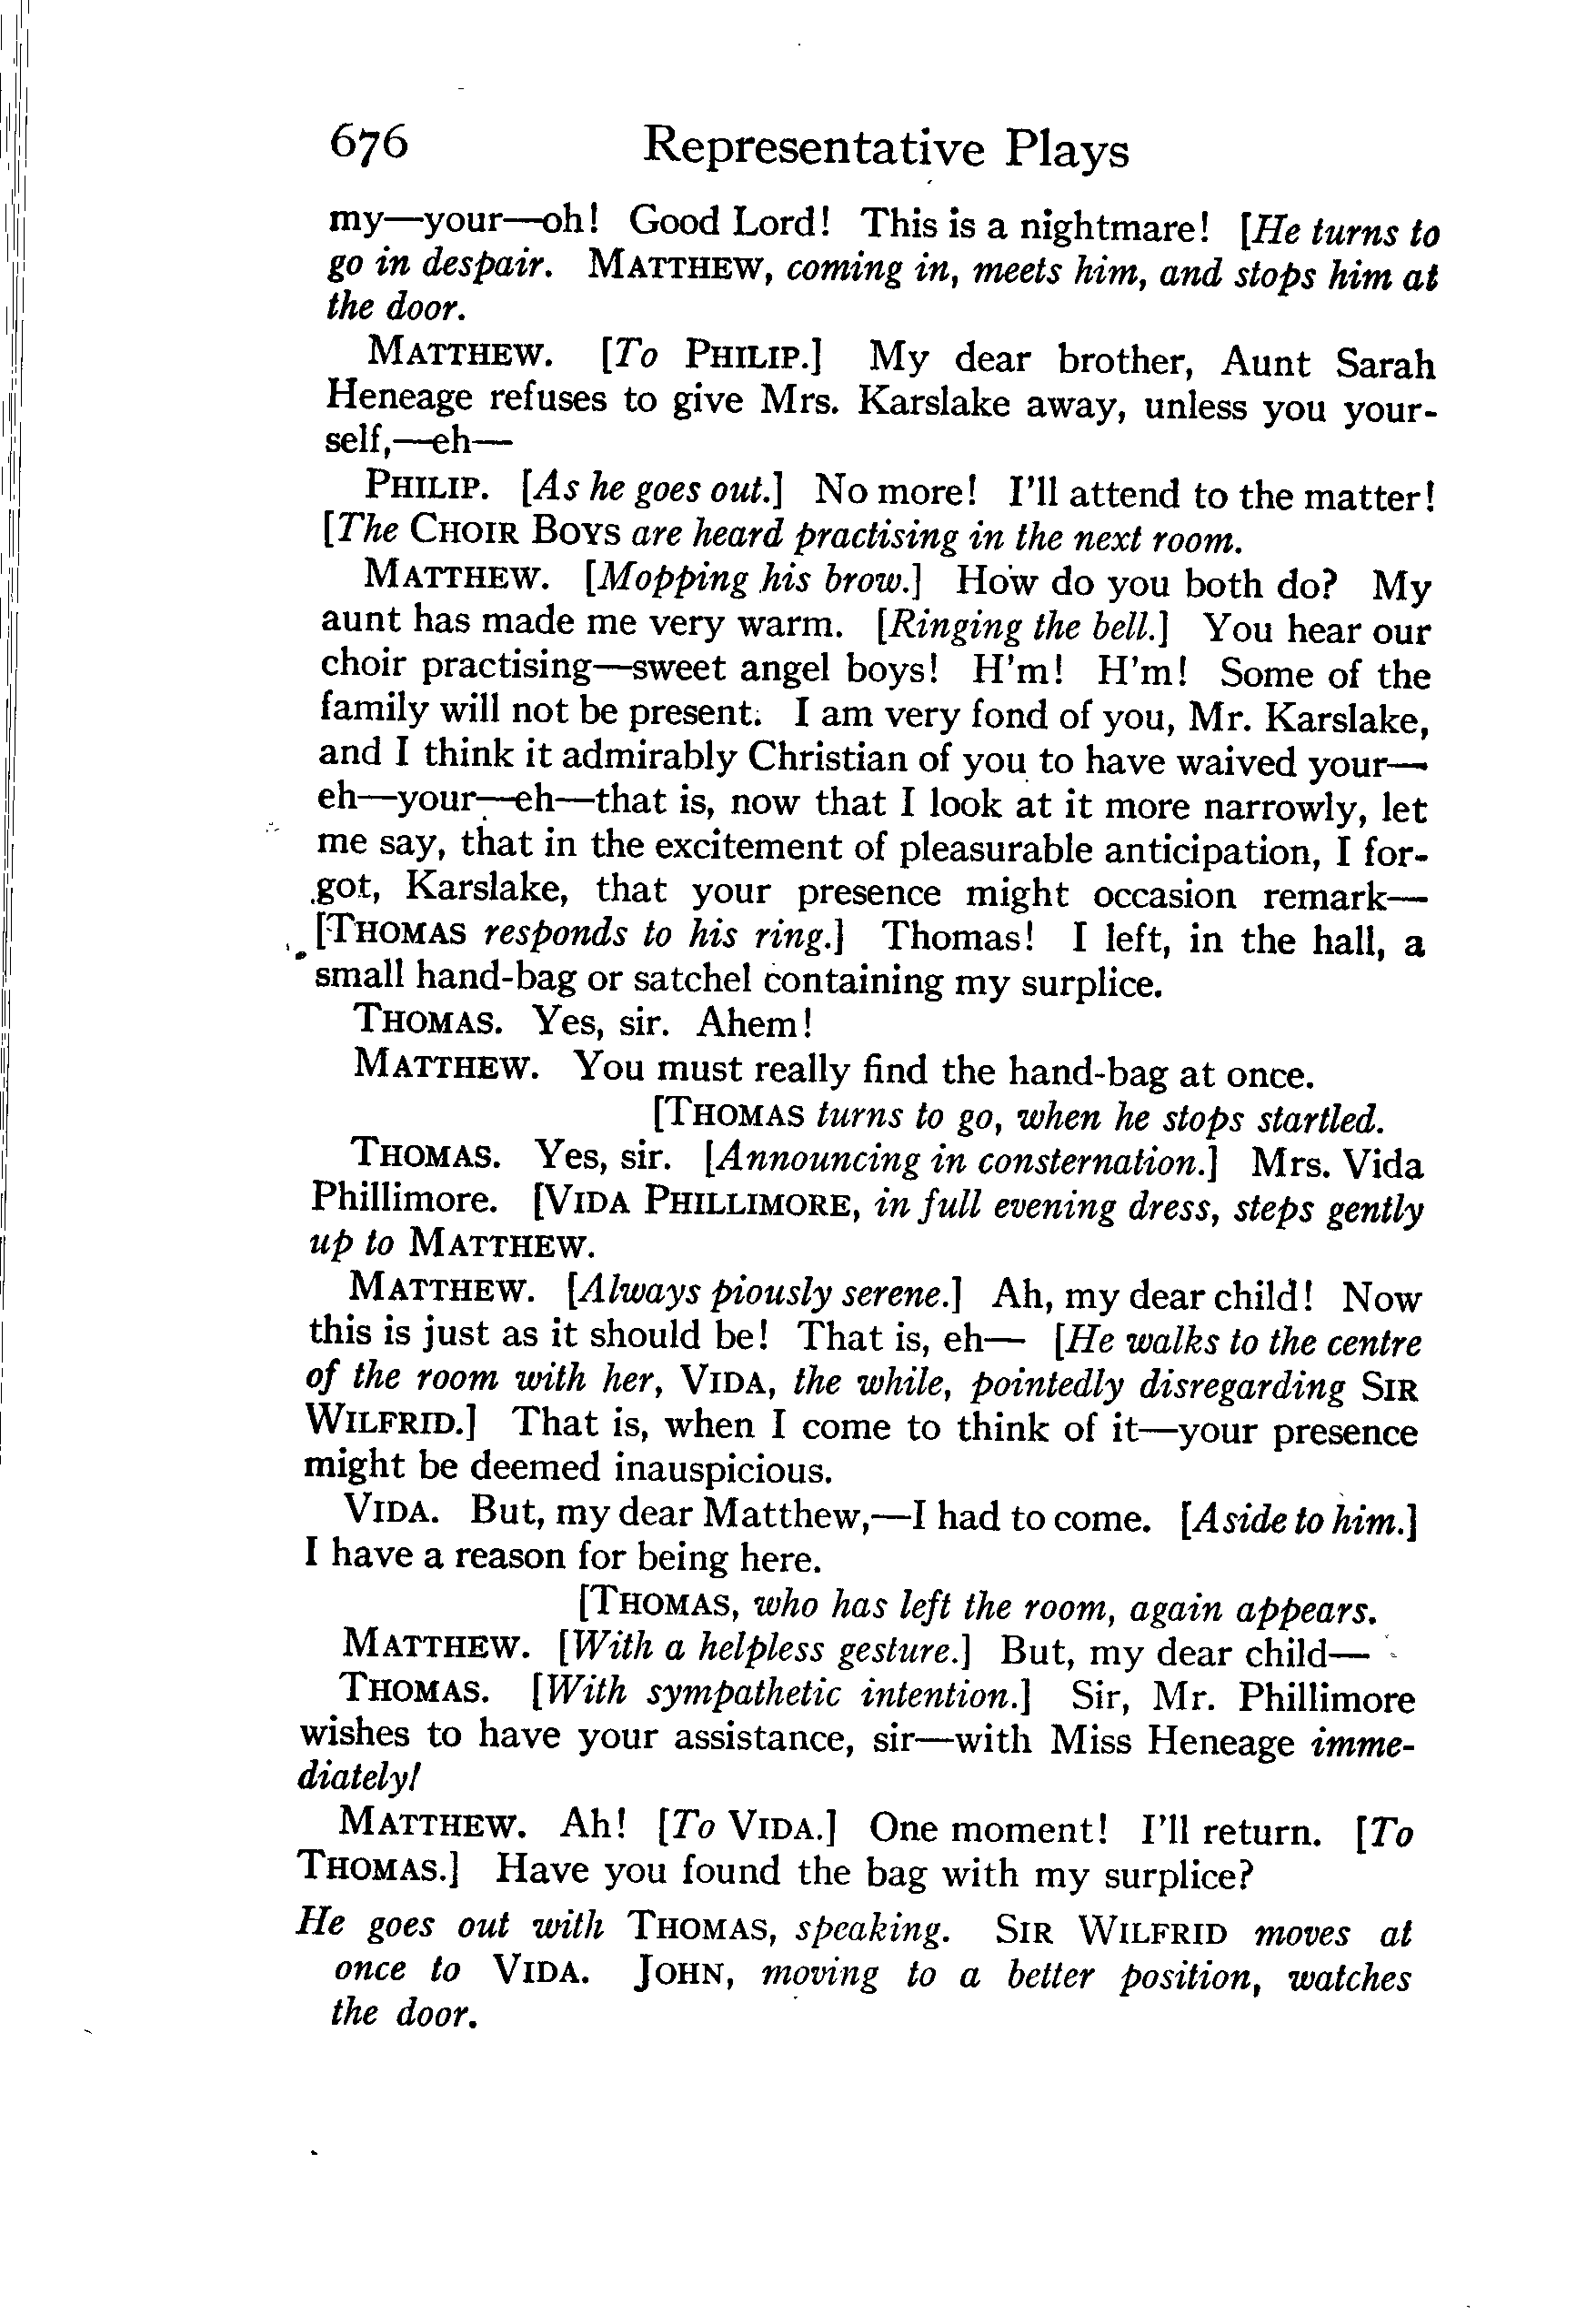 676 Representative Plays
my—your—oh! Good Lord! This is a nightmare! [He turns to
go in despair. MATTHEW, coming in, meets him, and stops him at
the door.
MATTHEW. [To PHILIP.] My dear brother, Aunt Sarah
Heneage refuses to give Mrs. Karslake away, unless you your-
self,—eh—
PHILIP. [As he goes out.] No more! I'll attend to the matter!
[The CHOIR BOYS are heard practising in the next room.
MATTHEW. [Mopping his brow.] How do you both do? My
aunt has made me very warm. [Ringing the bell.] You hear our
choir practising—sweet angel boys! H'm! H'm! Some of the
family will not be present. I am very fond of you, Mr. Karslake,
and I think it admirably Christian of you to have waived your—
eh—your—eh—that is, now that I look at it more narrowly, let
me say, that in the excitement of pleasurable anticipation, I for-
got, Karslake, that your presence might occasion remark—
[THOMAS responds to his ring.] Thomas! I left, in the hall, a
small hand-bag or satchel containing my surplice.
THOMAS. Yes, sir. Ahem!
MATTHEW. You must really find the hand-bag at once.
[THOMAS turns to go, when he stops startled.
THOMAS. Yes, sir. [Announcing in consternation.] Mrs. Vida
Phillimore. [VIDA PHILLIMORE, in full evening dress, steps gently
up to MATTHEW.
MATTHEW. [Always piously serene.] Ah, my dear child! Now
this is just as it should be! That is, eh— [He walks to the centre
of the room with her, VIDA, the while, pointedly disregarding SIR
WILFRID.] That is, when I come to think of it—your presence
might be deemed inauspicious.
VIDA. But, my dear Matthew,—I had to come. [Aside to him.]
I have a reason for being here.
[THOMAS, who has left the room, again appears.
MATTHEW. [With a helpless gesture.] But, my dear child—
THOMAS. [With sympathetic intention.] Sir, Mr. Phillimore
wishes to have your assistance, sir—with Miss Heneage imme-
diately!
MATTHEW. Ah! [To VIDA.] One moment! I'll return. [To
THOMAS.] Have you found the bag with my surplice?
He goes out with THOMAS, speaking. SIR WILFRID moves at
once to VIDA. JOHN, moving to a better position, watches
the door.